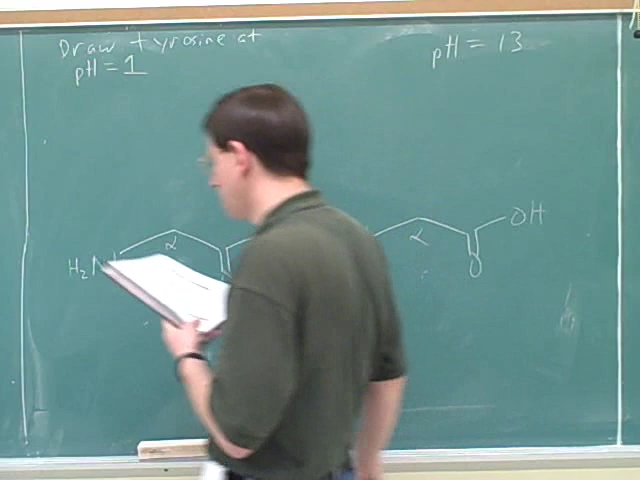 Draw tyrosine at
pH = 1
pH = 13
α
α
OH
H₂N
O